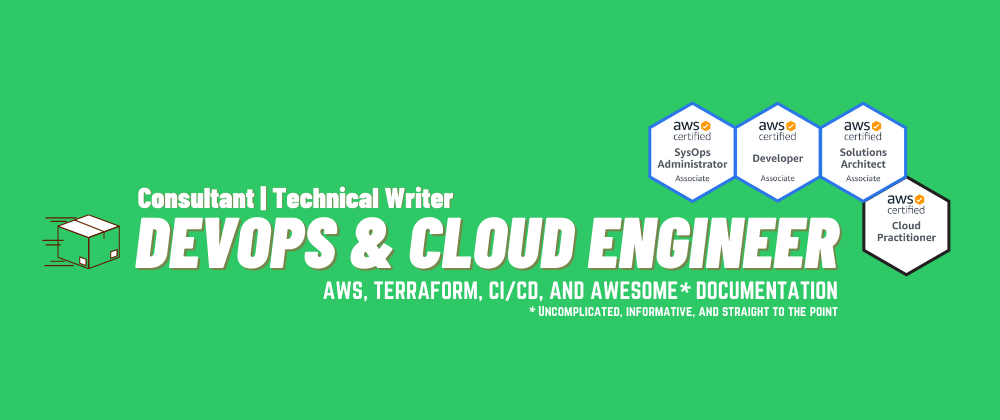 aws
certified
SysOps
Administrator
Associate
aws
certified
Developer
Associate
aws
certified
Solutions
Architect
Associate
aws
certified
Cloud
Practitioner
Consultant | Technical Writer
DEVOPS & CLOUD ENGINEER
AWS, TERRAFORM, CI/CD, AND AWESOME* DOCUMENTATION
* UNCOMPLICATED, INFORMATIVE, AND STRAIGHT TO THE POINT